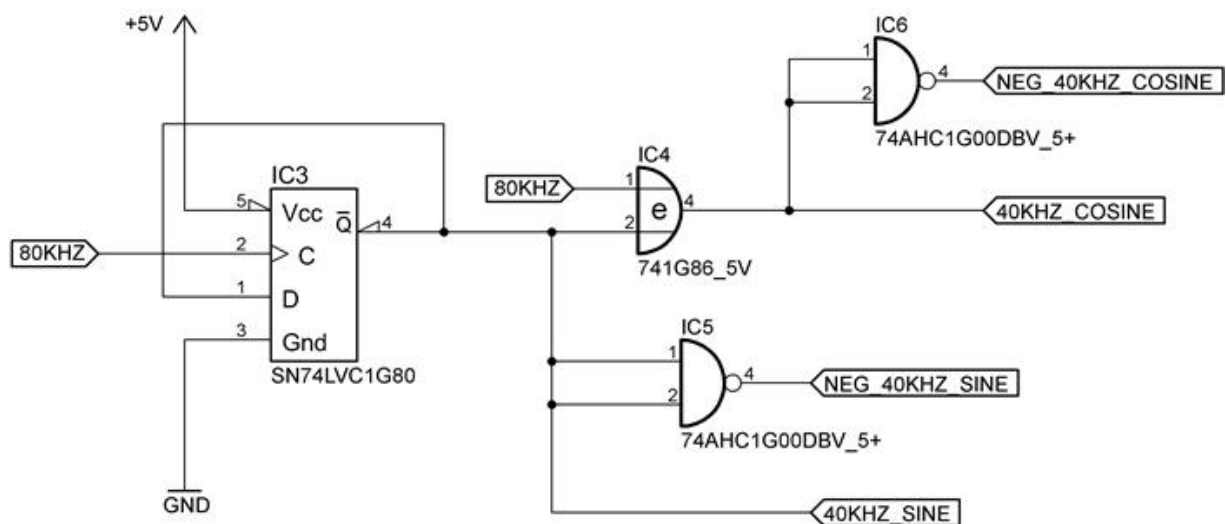 +5V
IC3
5
Vcc
Q
4
80KHZ
2
C
1
D
3
Gnd
SN74LVC1G80
GND
80KHZ
IC4
1
2
e
4
741G86_5V
IC6
1
2
4
NEG_40KHZ_COSINE
74AHC1G00DBV_5+
40KHZ_COSINE
IC5
1
2
4
NEG_40KHZ_SINE
74AHC1G00DBV_5+
40KHZ_SINE